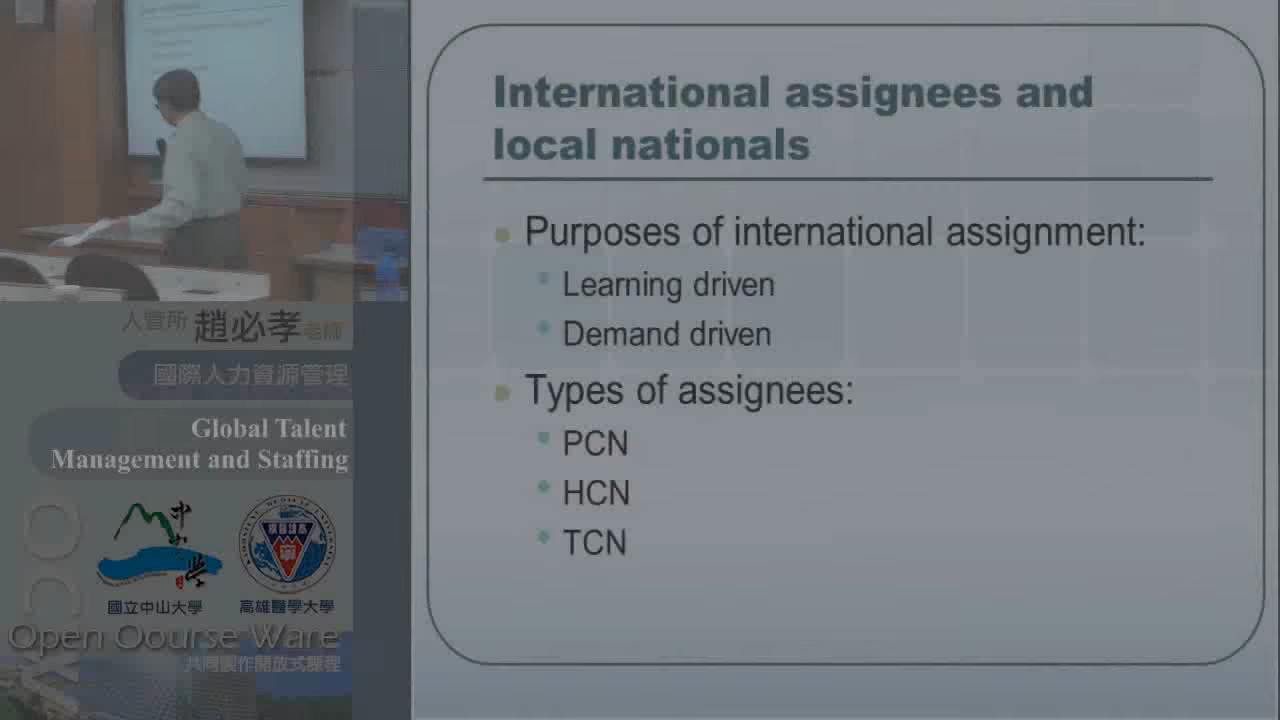 International assignees and
local nationals
Purposes of international assignment:
Learning driven
Demand driven
Types of assignees:
PCN
HCN
TCN
人管所 趙必孝老師
國際人力資源管理
Global Talent
Management and Staffing
國立中山大學
高雄醫學大學
Open Oourse Ware
共同製作開放式課程